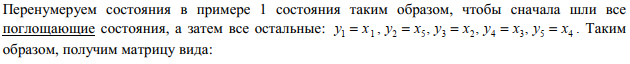 Перенумеруем состояния в примере 1 состояния таким образом, чтобы сначала шли все
поглощающие состояния, а затем все остальные: y₁ = x₁, y₂ = x₅, y₃ = x₂, y₄ = x₃, y₅ = x₄ . Таким
образом, получим матрицу вида: